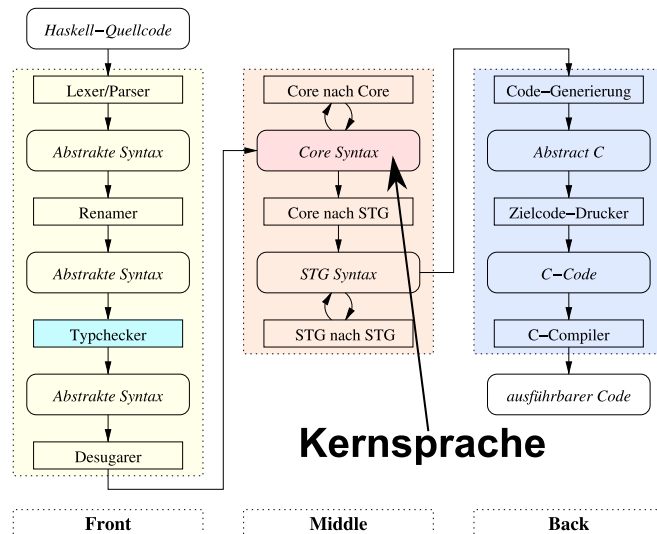 Haskell−Quellcode
Lexer/Parser
Abstrakte Syntax
Renamer
Abstrakte Syntax
Typchecker
Abstrakte Syntax
Desugarer
Front
Core nach Core
Core Syntax
Core nach STG
STG Syntax
STG nach STG
Kernsprache
Middle
Code−Generierung
Abstract C
Zielcode−Drucker
C−Code
C−Compiler
ausführbarer Code
Back